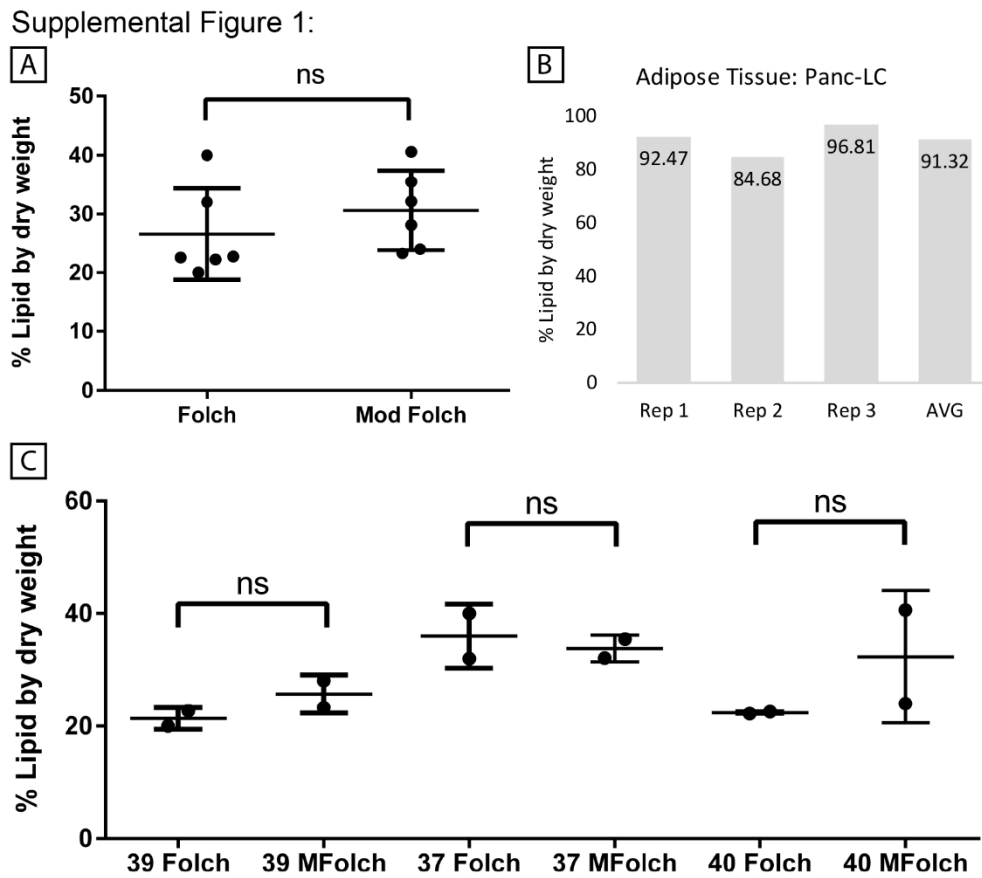 Supplemental Figure 1:
A
ns
50
40
30
20
10
0
% Lipid by dry weight
Folch
Mod Folch
B
Adipose Tissue: Panc-LC
100
80
60
40
20
0
% Lipid by dry weight
92.47
84.68
96.81
91.32
Rep 1
Rep 2
Rep 3
AVG
C
60
40
20
0
% Lipid by dry weight
ns
ns
ns
39 Folch
39 MFolch
37 Folch
37 MFolch
40 Folch
40 MFolch